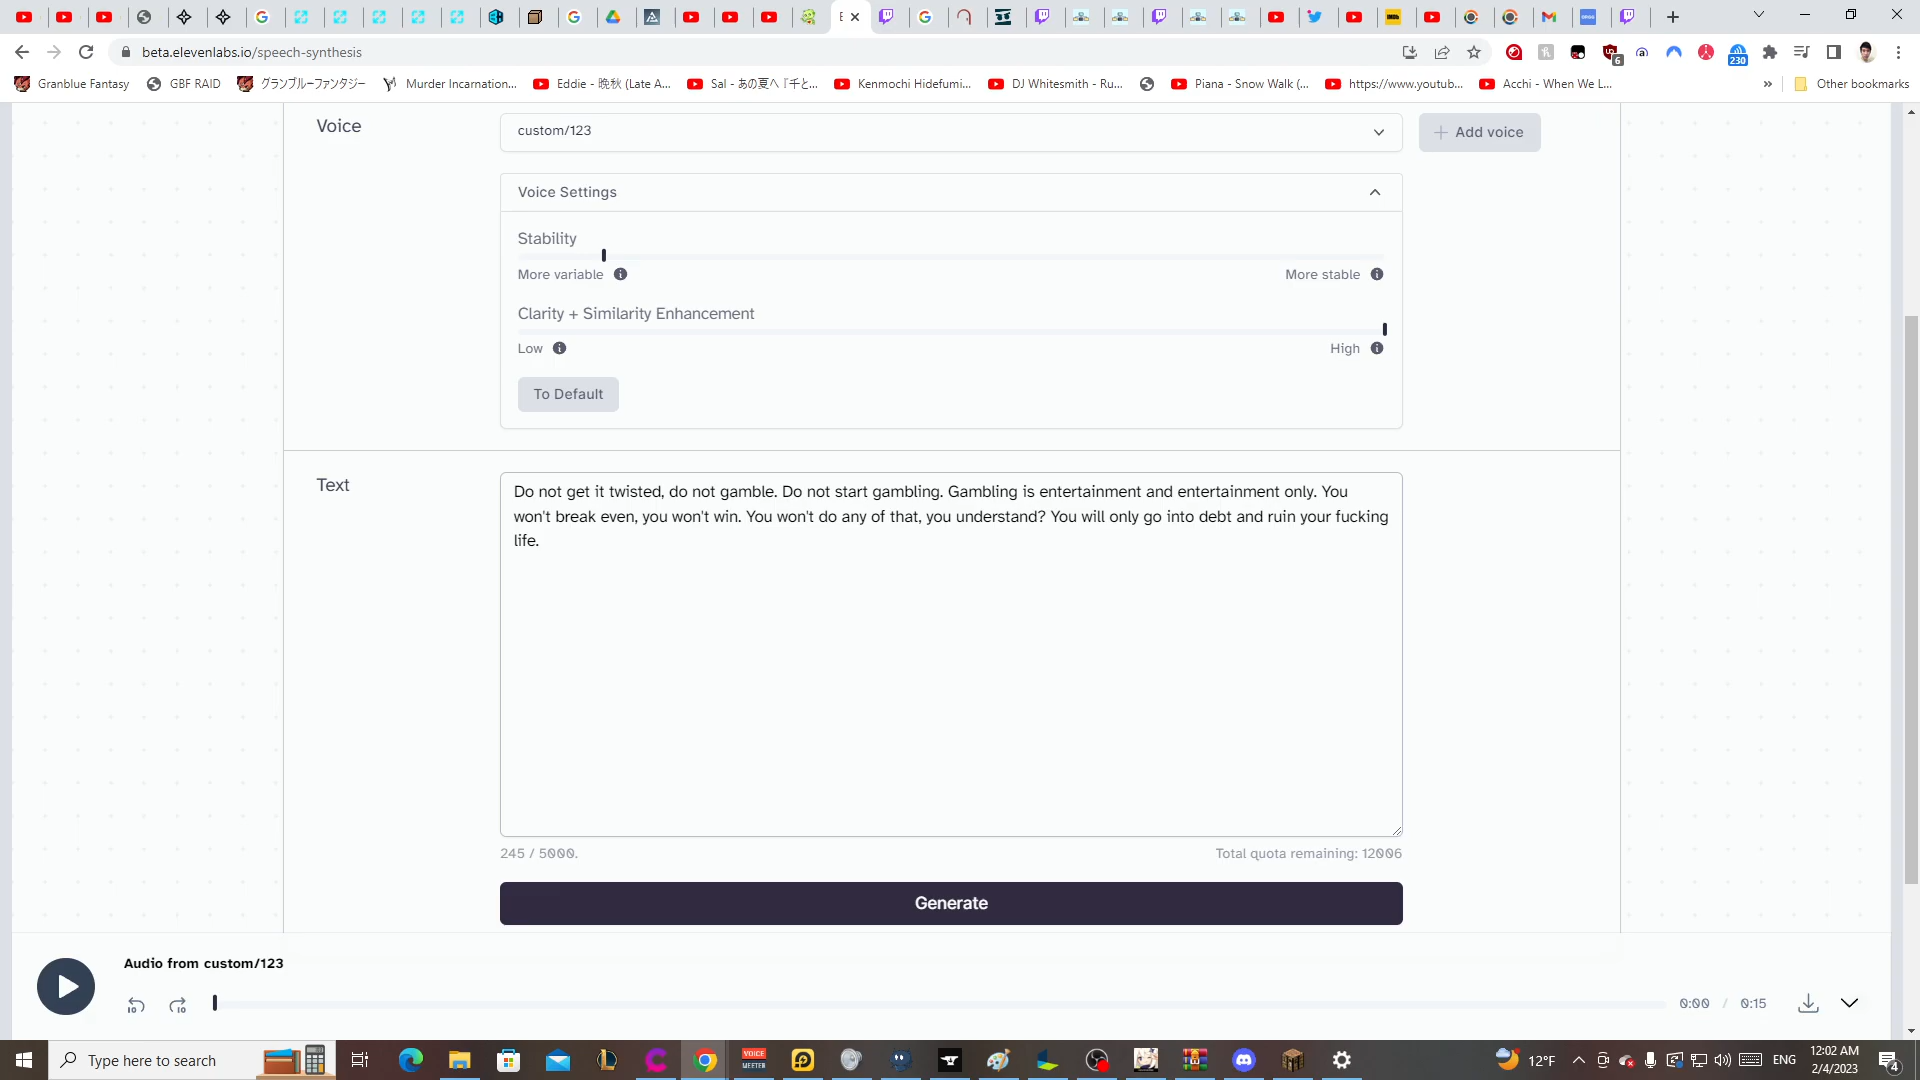 beta.elevenlabs.io/speech-synthesis
6
230
Granblue Fantasy
GBF RAID
グランブルーファンタジー
Murder Incarnation...
Eddie - 晩秋 (Late A...
Sal - あの夏へ『千と...
Kenmochi Hidefumi...
DJ Whitesmith - Ru...
Piana - Snow Walk (...
https://www.youtub...
Acchi - When We L...
»
Other bookmarks
Voice
custom/123
Add voice
Voice Settings
Stability
More variable
More stable
Clarity + Similarity Enhancement
Low
High
To Default
Text
Do not get it twisted, do not gamble. Do not start gambling. Gambling is entertainment and entertainment only. You
won't break even, you won't win. You won't do any of that, you understand? You will only go into debt and ruin your fucking
life.
245 / 5000.
Total quota remaining: 12006
Generate
Audio from custom/123
10
10
0:00 / 0:15
Type here to search
VOICE
MEETER
12°F
ENG
12:02 AM
2/4/2023
4